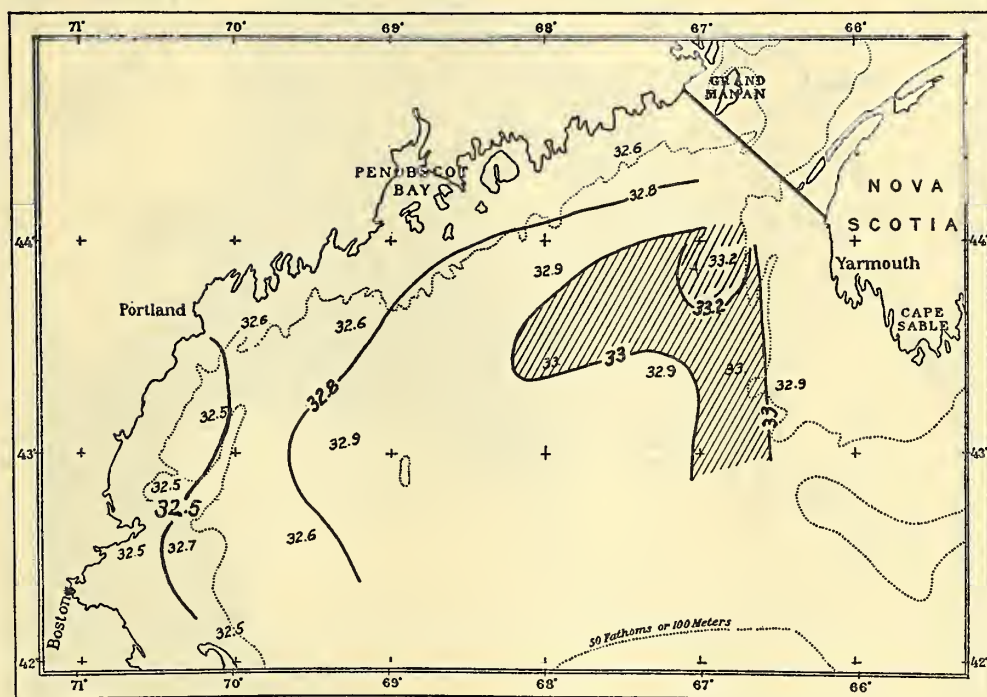 71° 70° 69° 68° 67° 66°
GRAND
MANAN
32.6
PENOBSCOT
BAY
32.8
NOVA
SCOTIA
44° 44°
33.2
32.9
Yarmouth
33.2
Portland
32.6 32.6
CAPE
SABLE
33 33 32.9 33 32.9
32.8
32.5
33
32.9
43° 43°
32.5
32.5
32.6
32.5 32.7
Boston
32.5
50 Fathoms or 100 Meters
42° 42°
71° 70° 69° 68° 67° 66°